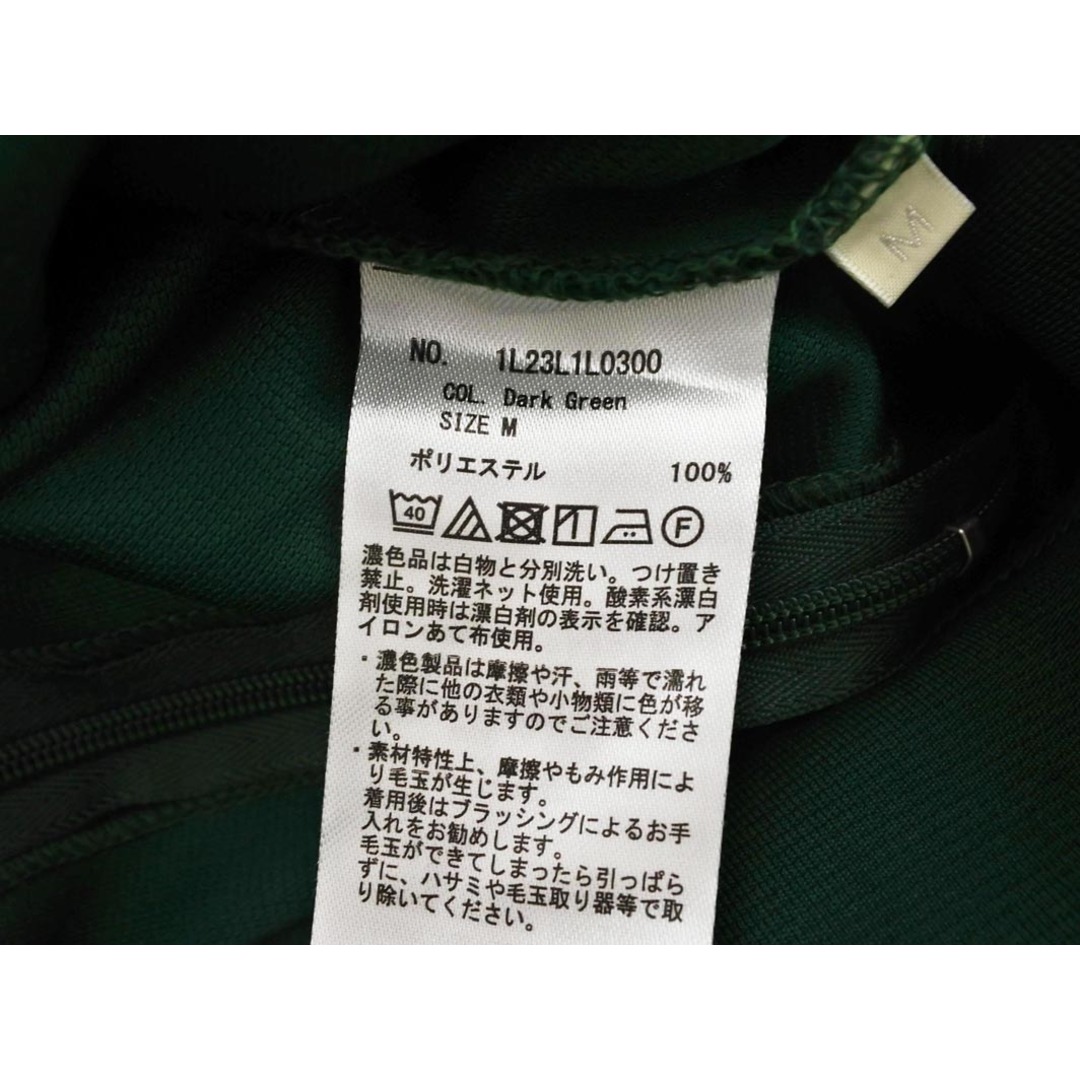 M
NO. 1L23L1L0300
COL. Dark Green
SIZE M
ポリエステル 100%
40 F
濃色品は白物と分別洗い。つけ置き
禁止。洗濯ネット使用。酸素系漂白
剤使用時は漂白剤の表示を確認。ア
イロンあて布使用。
・濃色製品は摩擦や汗、雨等で濡れ
た際に他の衣類や小物類に色が移
る事がありますのでご注意くださ
い。
・素材特性上、摩擦やもみ作用によ
り毛玉が生じます。
着用後はブラッシングによるお手
入れをお勧めします。
毛玉ができてしまったら引っぱら
ずに、ハサミや毛玉取り器等で取
り除いてください。